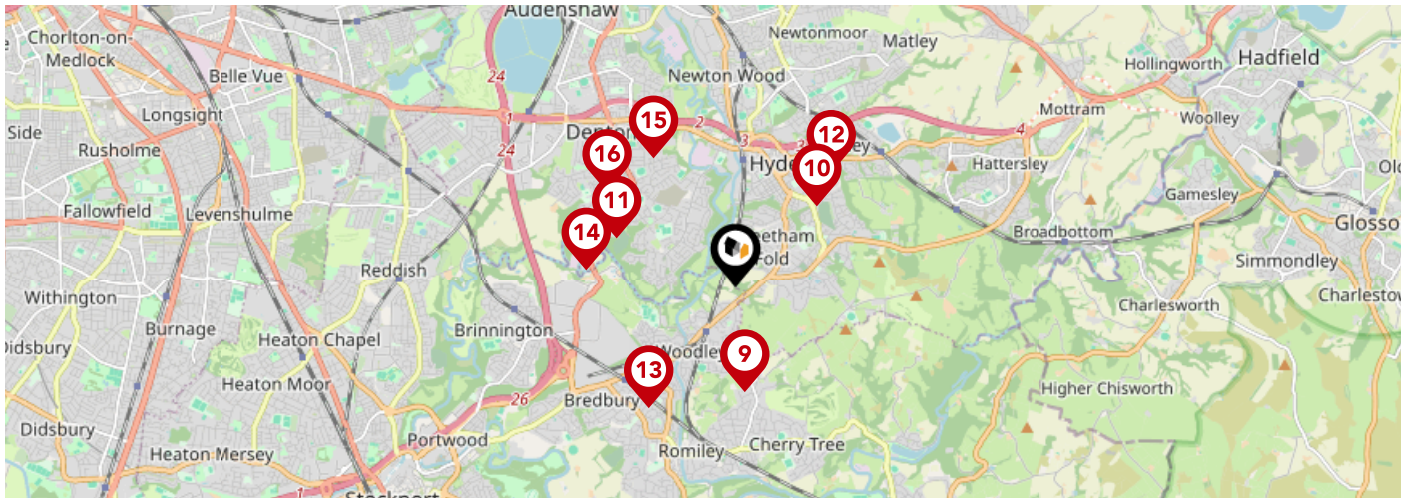 Audenshaw
Chorlton-on-
Medlock
Newtonmoor
Matley
Hadfield
Hollingworth
Belle Vue
24
Newton Wood
Longsight
1
15
2
Mottram
Woolley
Side
Denton
12
3
4
Rusholme
24
16
Hyde
10
Hattersley
Fallowfield
Levenshulme
11
Gamesley
14
Broadbottom
Reddish
Simmondley
Withington
Charlesworth
Burnage
Brinnington
Heaton Chapel
Woodley
9
13
Heaton Moor
Higher Chisworth
26
Bredbury
Didsbury
Portwood
Romiley
Cherry Tree
Heaton Mersey
1